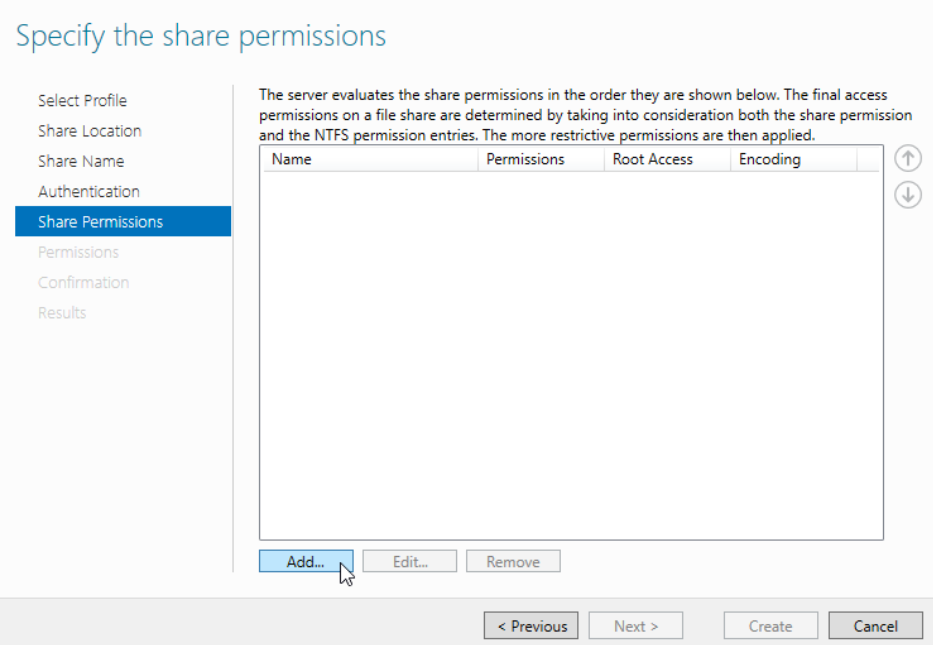 Specify the share permissions
Select Profile
Share Location
Share Name
Authentication
Share Permissions
Permissions
Confirmation
Results
The server evaluates the share permissions in the order they are shown below. The final access
permissions on a file share are determined by taking into consideration both the share permission
and the NTFS permission entries. The more restrictive permissions are then applied.
Name Permissions Root Access Encoding
Add... Edit... Remove
< Previous Next > Create Cancel